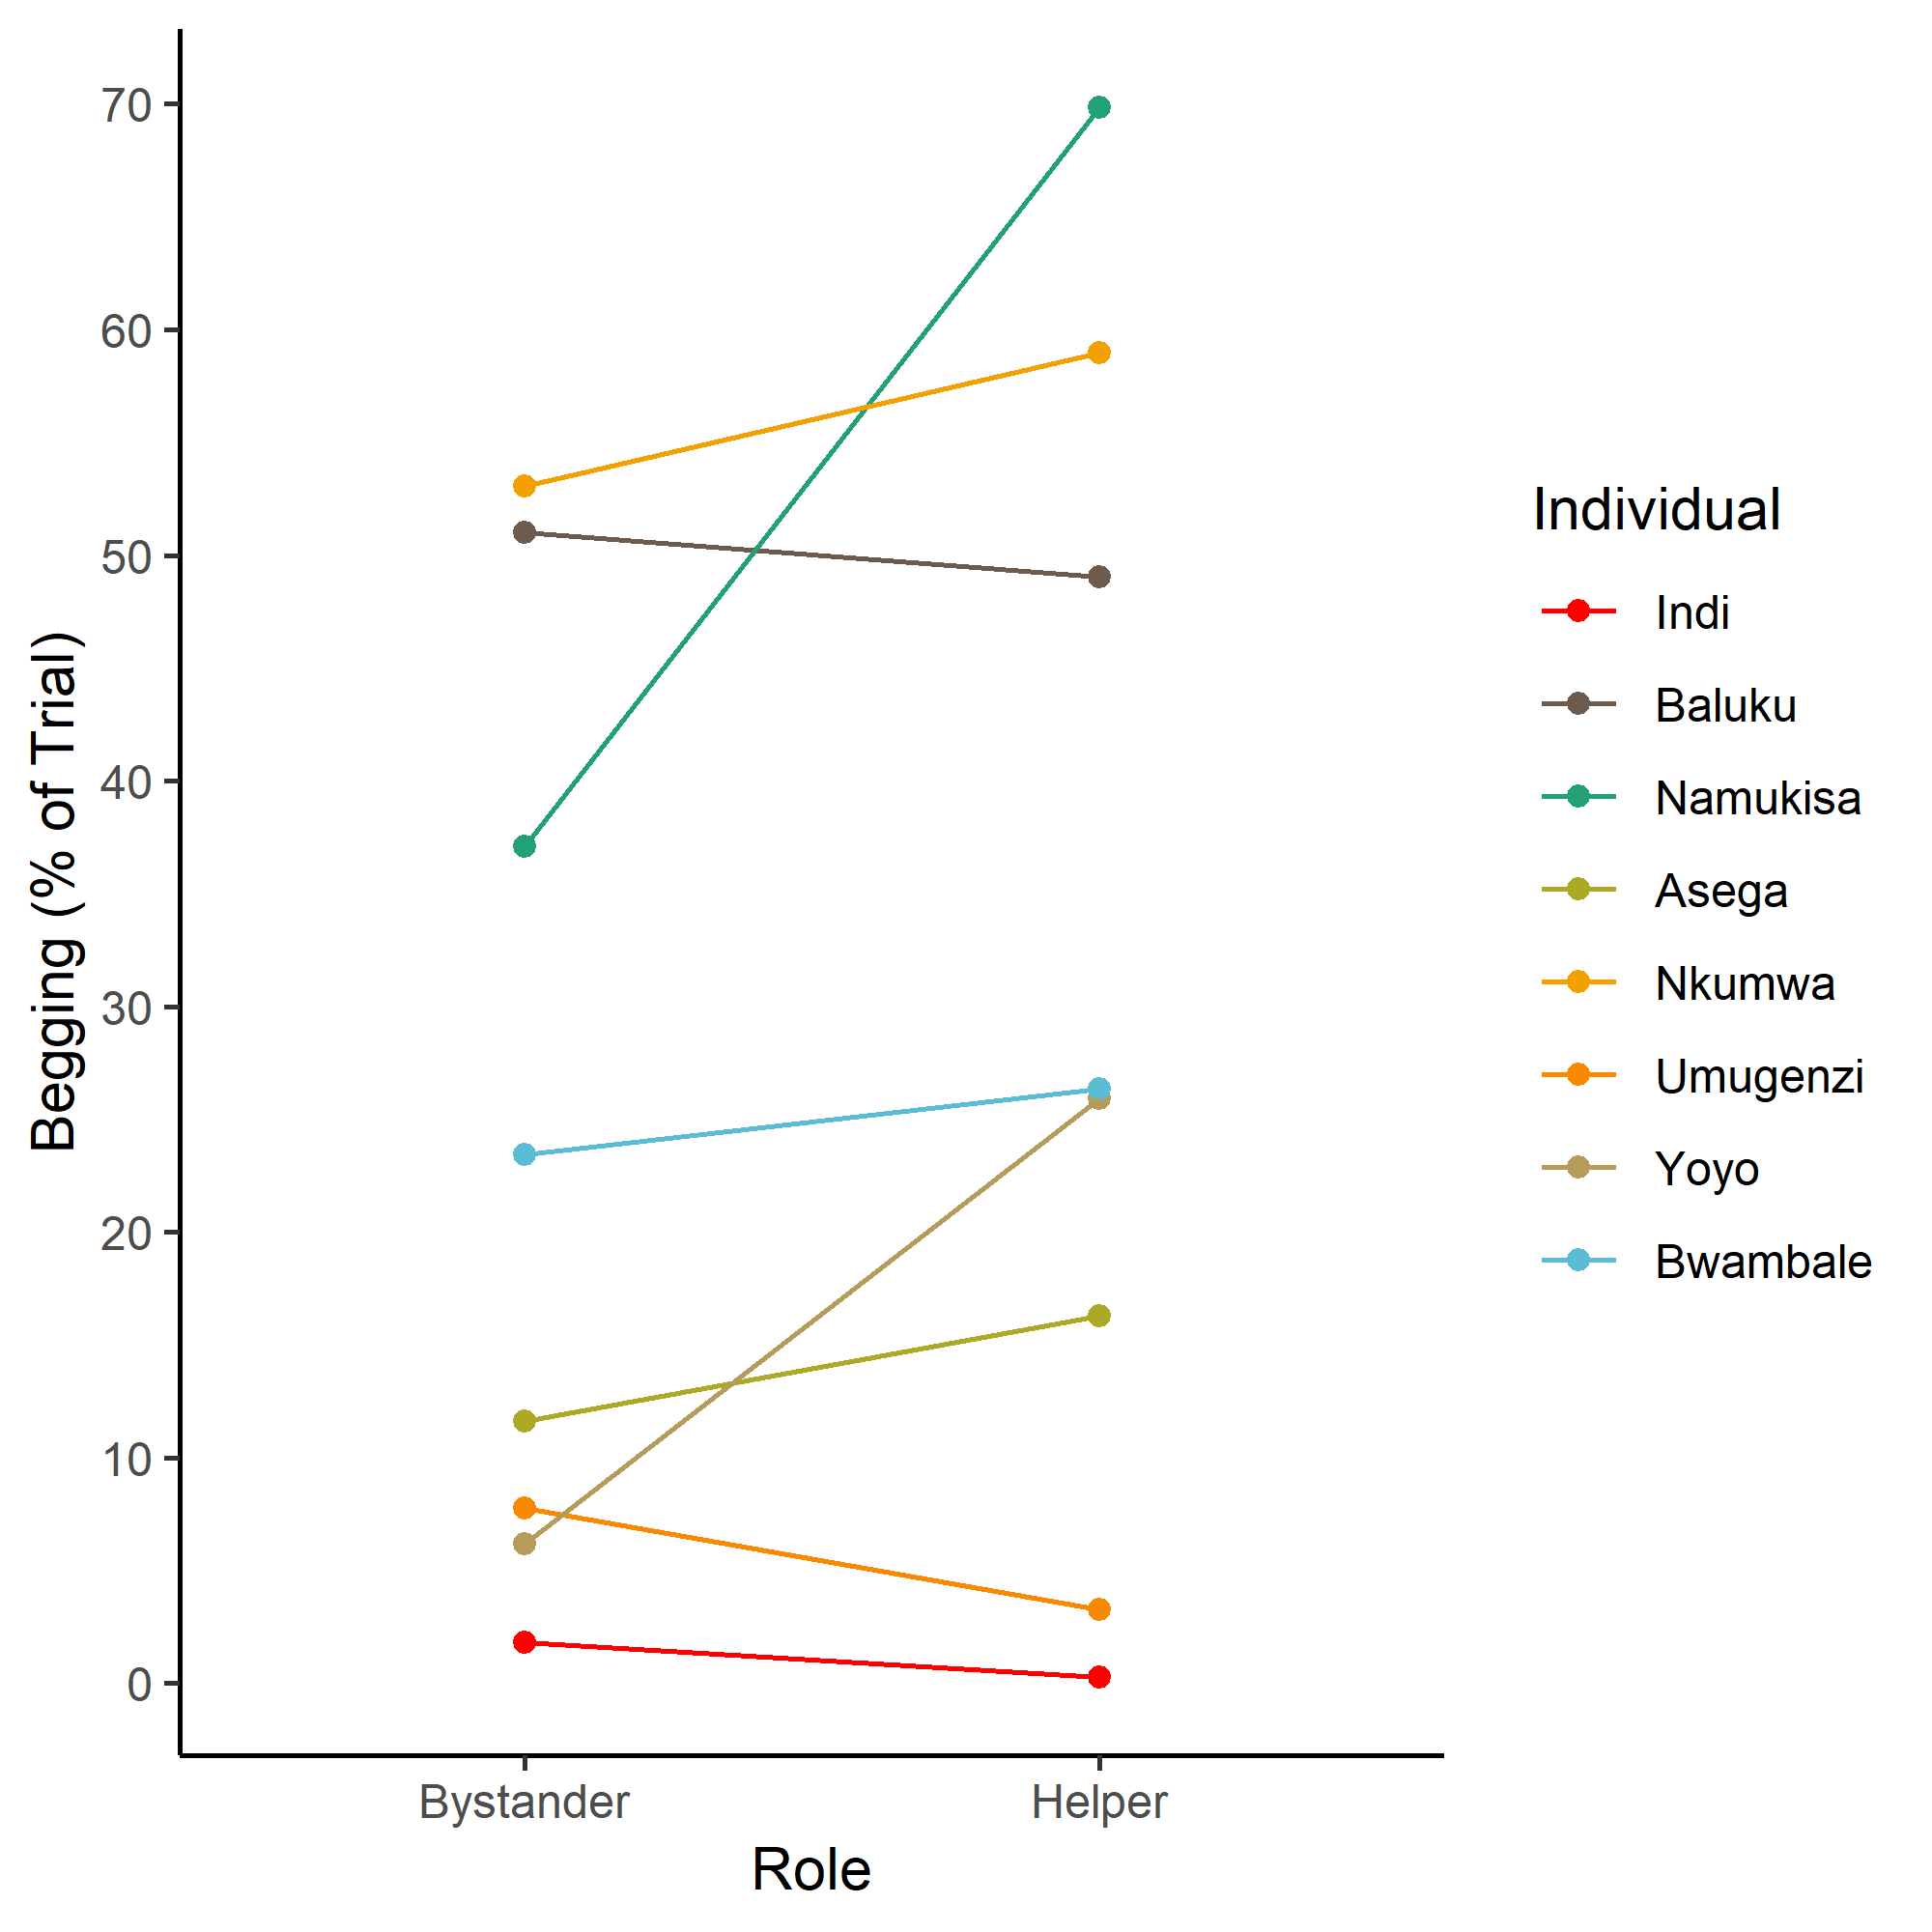 70
60
50
40
30
20
10
0
Begging (% of Trial)
Bystander
Helper
Role
Individual
Indi
Baluku
Namukisa
Asega
Nkumwa
Umugenzi
Yoyo
Bwambale